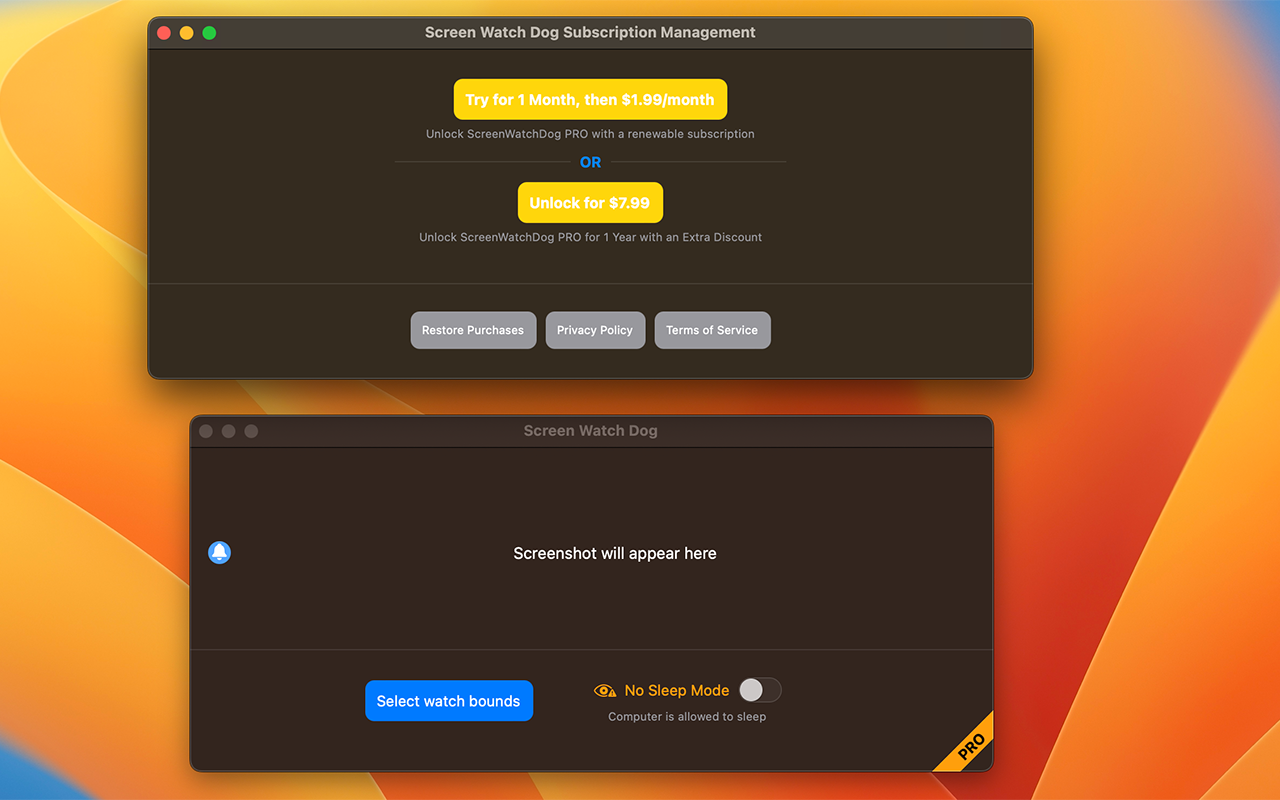 Screen Watch Dog Subscription Management
Try for 1 Month, then $1.99/month
Unlock ScreenWatchDog PRO with a renewable subscription
OR
Unlock for $7.99
Unlock ScreenWatchDog PRO for 1 Year with an Extra Discount
Restore Purchases
Privacy Policy
Terms of Service
Screen Watch Dog
Screenshot will appear here
Select watch bounds
No Sleep Mode
Computer is allowed to sleep
PRO